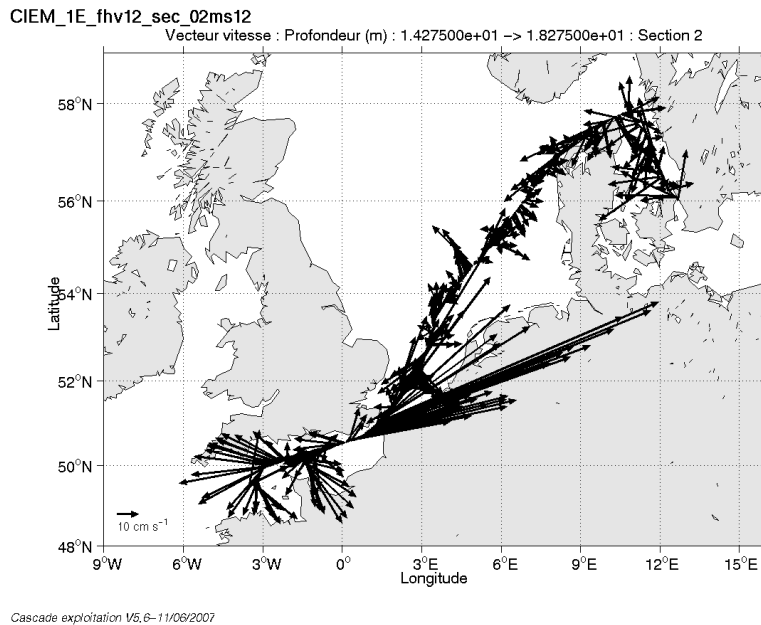 CIEM_1E_fhv12_sec_02ms12
Vecteur vitesse : Profondeur (m) : 1.427500e+01 −> 1.827500e+01 : Section 2
58°N
56°N
54°N
52°N
50°N
48°N
Latitude
10 cm s⁻¹
9°W
6°W
3°W
0°
3°E
6°E
9°E
12°E
15°E
Longitude
Cascade exploitation V5.6−11/06/2007